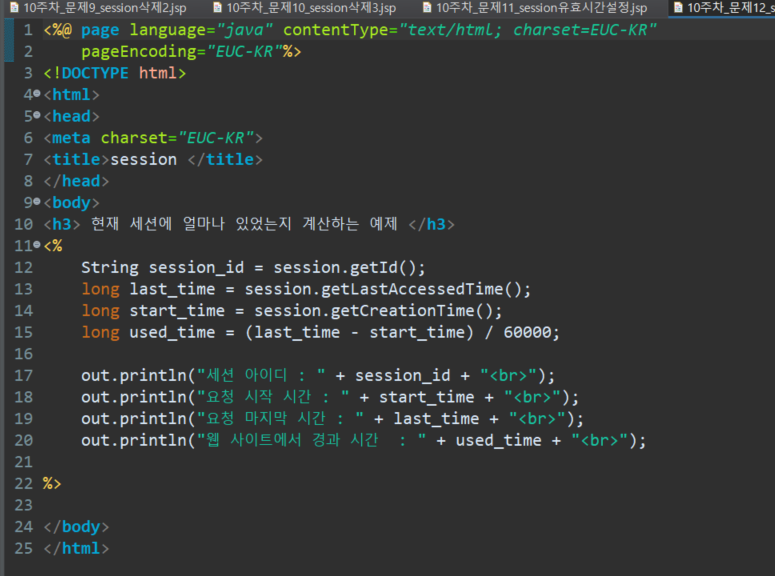 10주차_문제9_session삭제2.jsp 10주차_문제10_session삭제3.jsp 10주차_문제11_session유효시간설정.jsp 10주차_문제12_s
1 <%@ page language="java" contentType="text/html; charset=EUC-KR"
2     pageEncoding="EUC-KR"%>
3 <!DOCTYPE html>
4 <html>
5 <head>
6 <meta charset="EUC-KR">
7 <title>session </title>
8 </head>
9 <body>
10 <h3> 현재 세션에 얼마나 있었는지 계산하는 예제 </h3>
11 <%
12     String session_id = session.getId();
13     long last_time = session.getLastAccessedTime();
14     long start_time = session.getCreationTime();
15     long used_time = (last_time - start_time) / 60000;
16
17     out.println("세션 아이디 : " + session_id + "<br>");
18     out.println("요청 시작 시간 : " + start_time + "<br>");
19     out.println("요청 마지막 시간 : " + last_time + "<br>");
20     out.println("웹 사이트에서 경과 시간  : " + used_time + "<br>");
21
22 %>
23
24 </body>
25 </html>